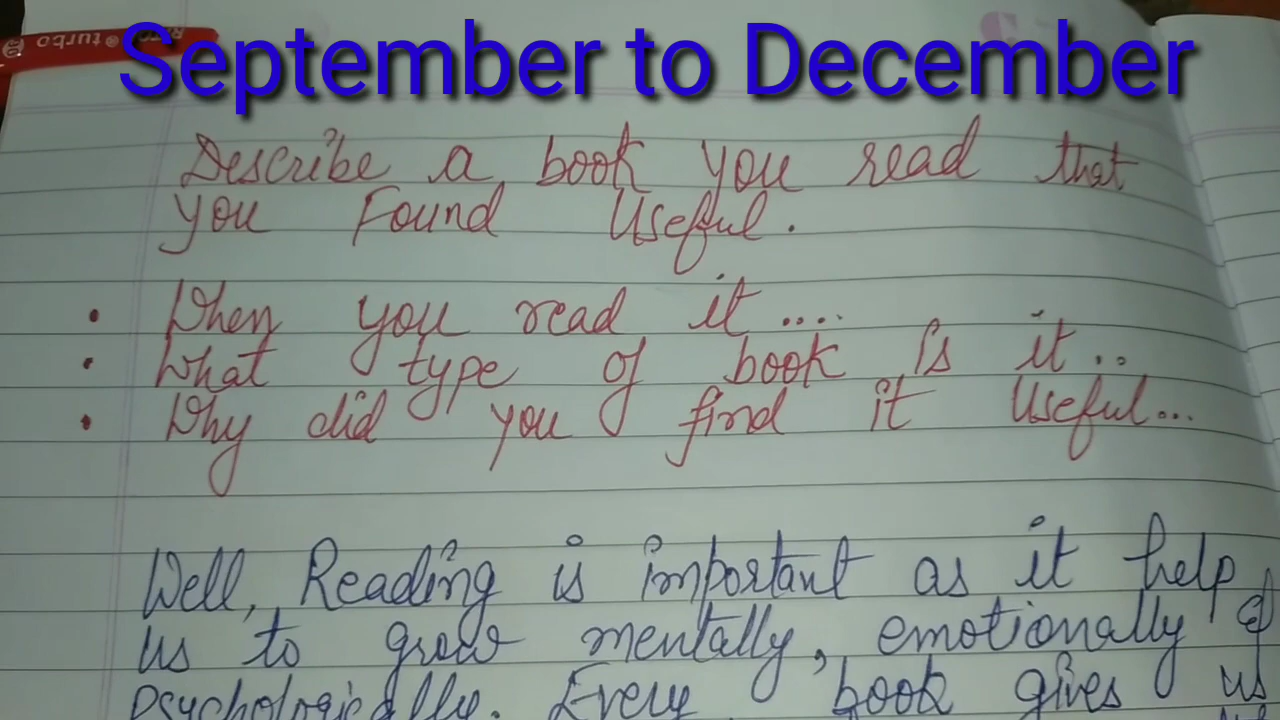 September to December
turbo
Describe a book you read that
you Found Useful.
• When you read it ....
• What type of book is it..
• Why did you find it Useful...
Well, Reading is important as it help
us to grow mentally, emotionally &
psychologically. Every book gives us